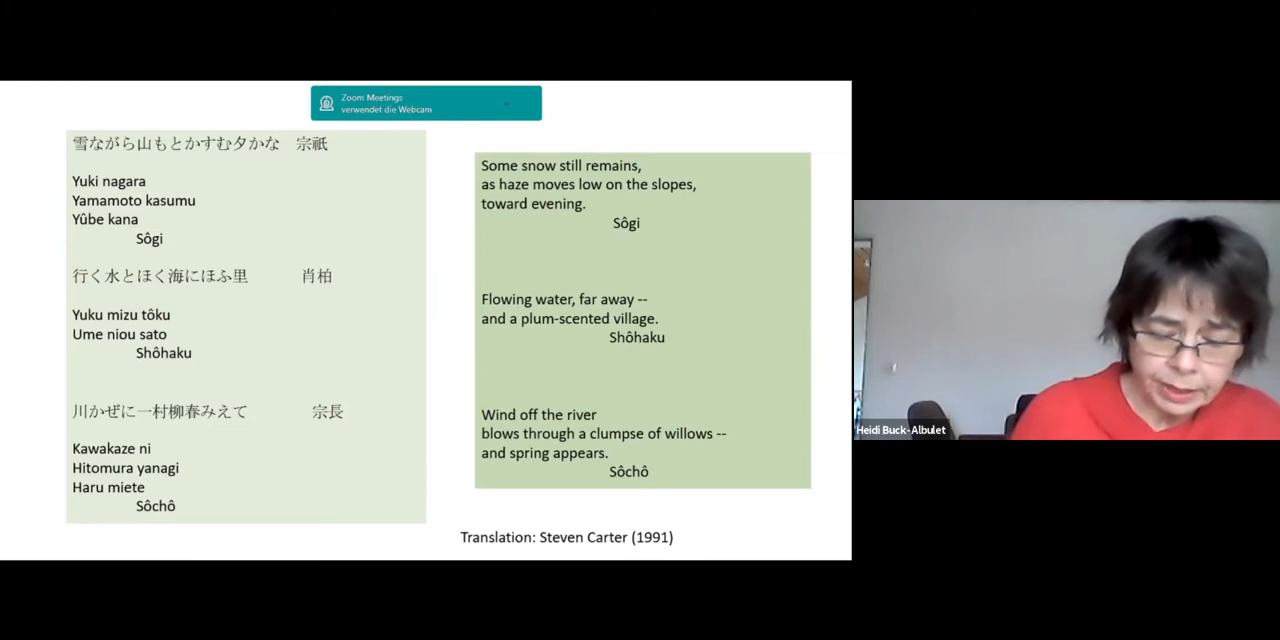 Zoom Meetings
verwendet die Webcam
雪ながら山もとかすむ夕かな 宗祇
Yuki nagara
Yamamoto kasumu
Yûbe kana
Sôgi
行く水とほく海にほふ里 肖柏
Yuku mizu tôku
Ume niou sato
Shôhaku
川かぜに一村柳春みえて 宗長
Kawakaze ni
Hitomura yanagi
Haru miete
Sôchô
Some snow still remains,
as haze moves low on the slopes,
toward evening.
Sôgi
Flowing water, far away --
and a plum-scented village.
Shôhaku
Wind off the river
blows through a clumpse of willows --
and spring appears.
Sôchô
Translation: Steven Carter (1991)
Heidi Buck-Albulet